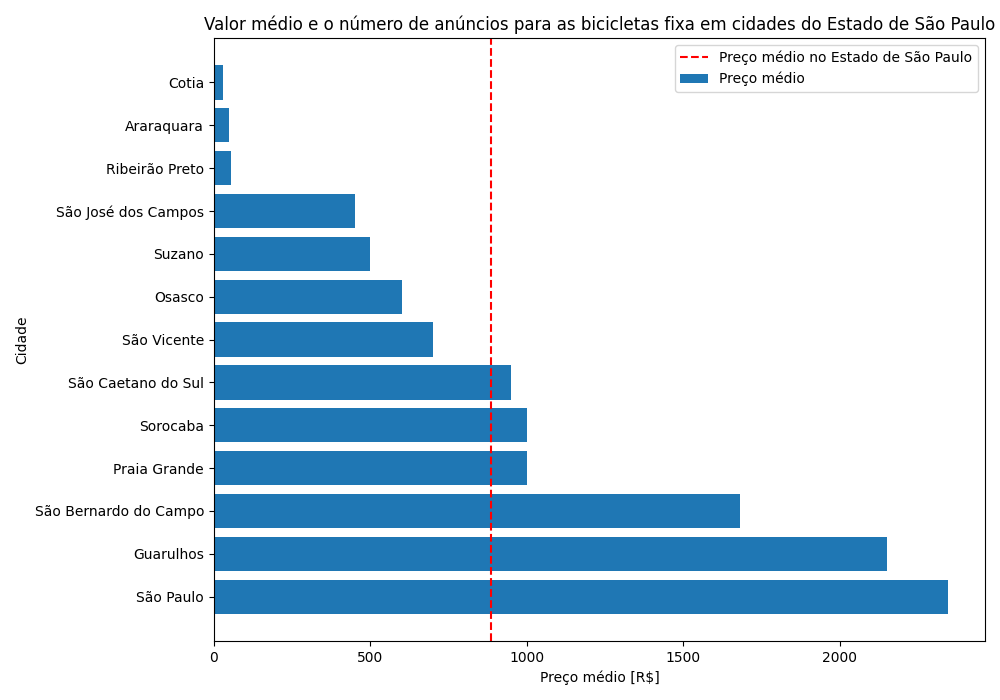 Valor médio e o número de anúncios para as bicicletas fixa em cidades do Estado de São Paulo
Preço médio no Estado de São Paulo
Preço médio
Cidade
Cotia
Araraquara
Ribeirão Preto
São José dos Campos
Suzano
Osasco
São Vicente
São Caetano do Sul
Sorocaba
Praia Grande
São Bernardo do Campo
Guarulhos
São Paulo
0 500 1000 1500 2000
Preço médio [R$]